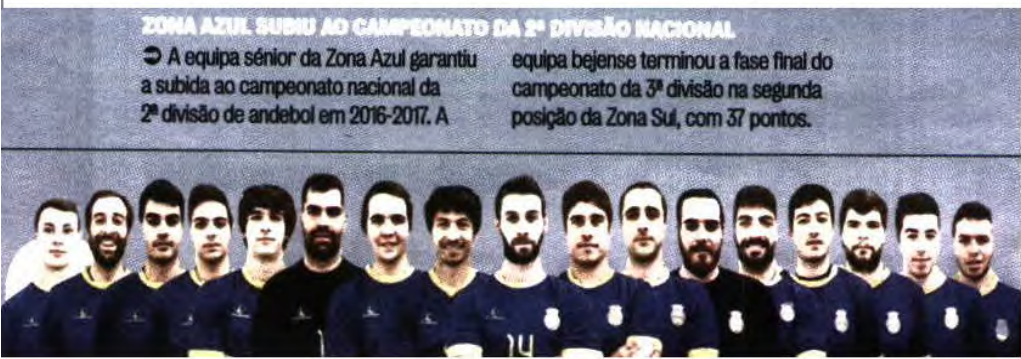 ZONA AZUL SUBIU AO CAMPEONATO DA 2ª DIVISÃO NACIONAL
➲ A equipa sénior da Zona Azul garantiu
a subida ao campeonato nacional da
2ª divisão de andebol em 2016-2017. A
equipa bejense terminou a fase final do
campeonato da 3ª divisão na segunda
posição da Zona Sul, com 37 pontos.
14